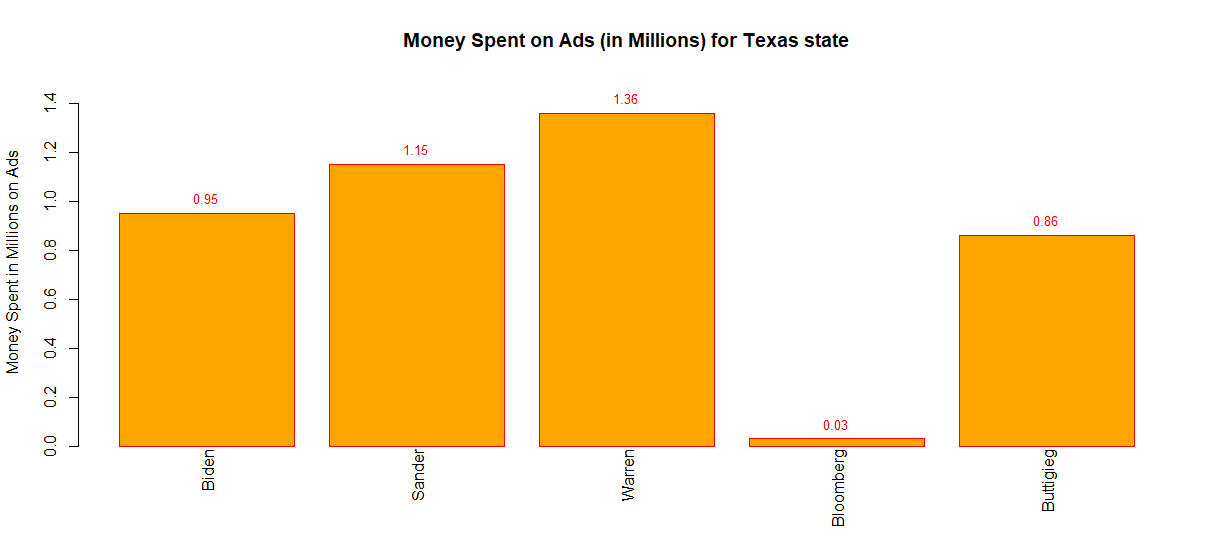 Money Spent on Ads (in Millions) for Texas state
Money Spent in Millions on Ads
1.4
1.2
1.0
0.8
0.6
0.4
0.2
0.0
0.95
1.15
1.36
0.03
0.86
Biden
Sander
Warren
Bloomberg
Buttigieg